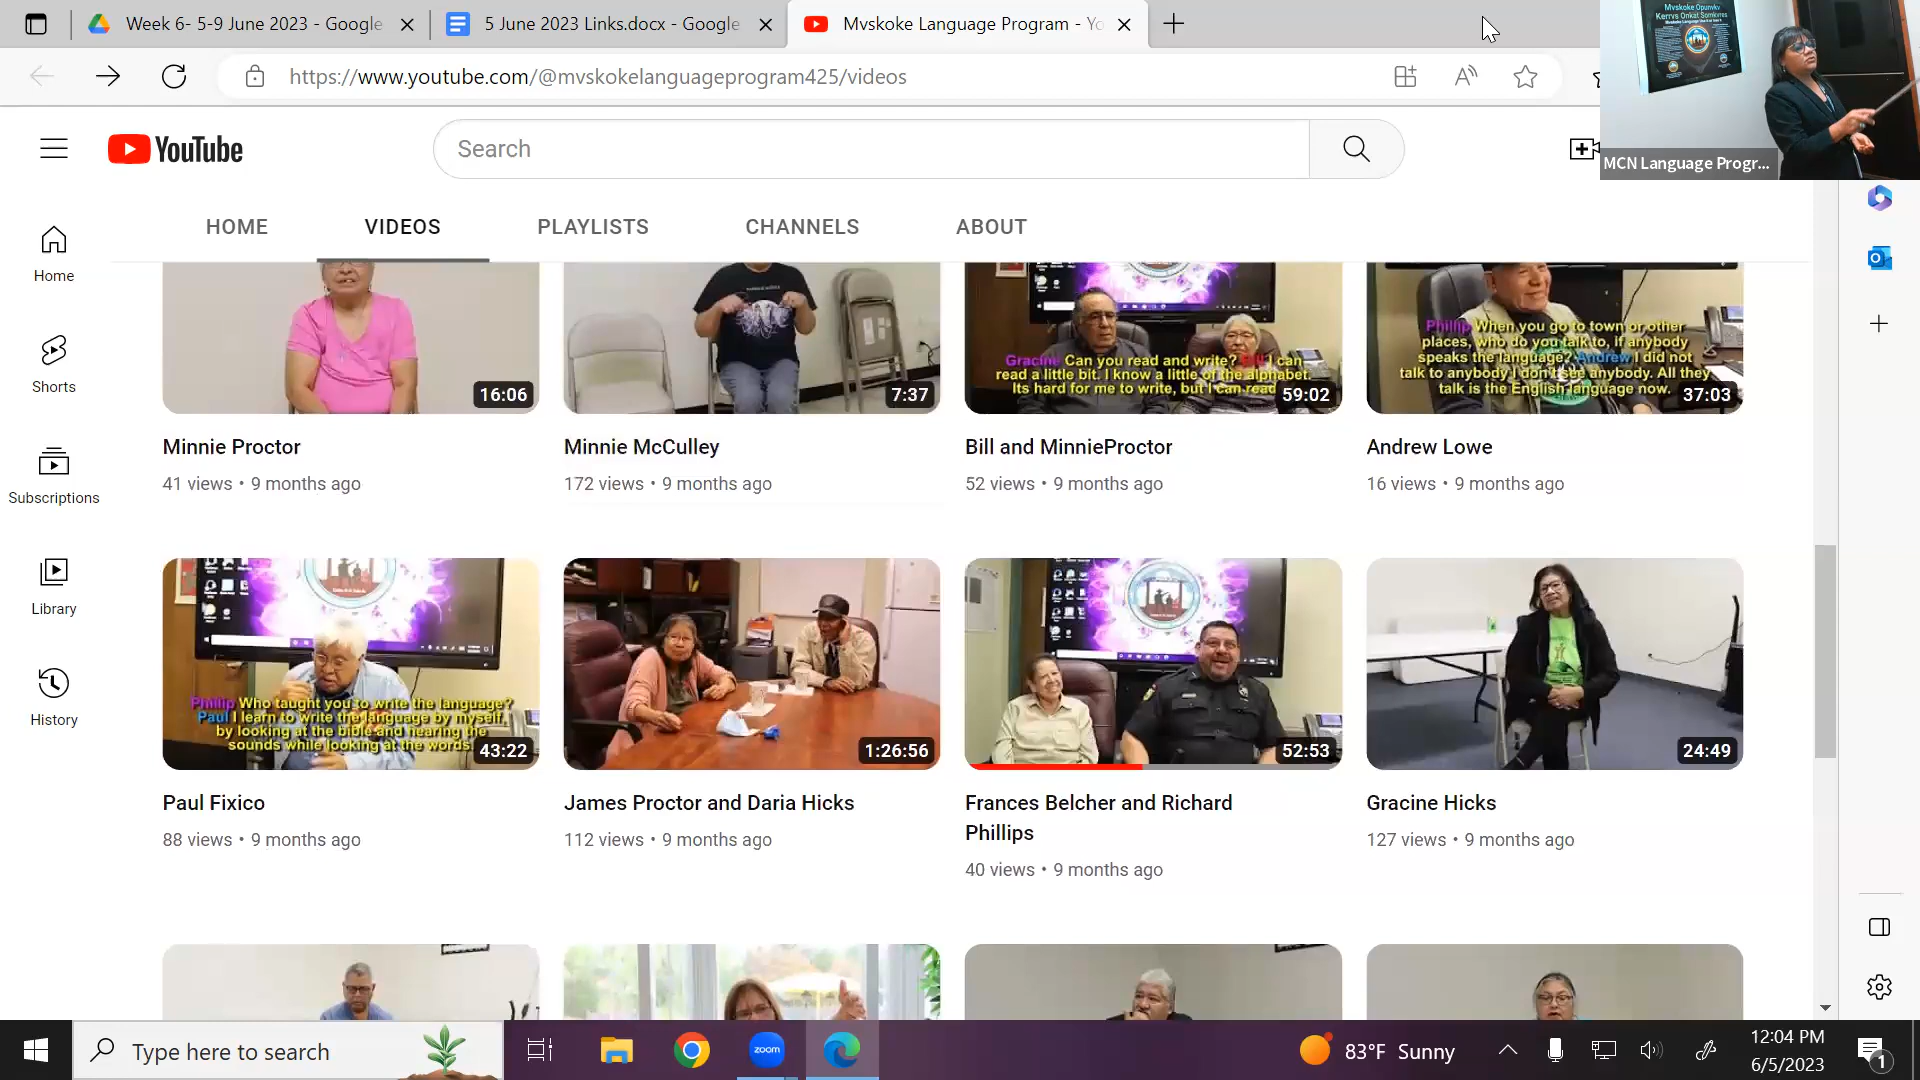 Week 6- 5-9 June 2023 - Google
5 June 2023 Links.docx - Google
Mvskoke Language Program - Yo
https://www.youtube.com/@mvskokelanguageprogram425/videos
Mvskoke Opunvkv
Kerrvs Onkat Somkırres
MCN Language Progr...
YouTube
Search
HOME
VIDEOS
PLAYLISTS
CHANNELS
ABOUT
Home
Shorts
Subscriptions
Library
History
16:06
Minnie Proctor
41 views • 9 months ago
7:37
Minnie McCulley
172 views • 9 months ago
Gracine Can you read and write? Bill I can
read a little bit. I know a little of the alphabet.
Its hard for me to write, but I can read
59:02
Bill and MinnieProctor
52 views • 9 months ago
Phillip When you go to town or other
places, who do you talk to, if anybody
speaks the language? Andrew I did not
talk to anybody I don't see anybody. All they
talk is the English language now.
37:03
Andrew Lowe
16 views • 9 months ago
Phillip Who taught you to write the language?
Paul I learn to write the language by myself,
by looking at the bible and hearing the
sounds while looking at the words.
43:22
Paul Fixico
88 views • 9 months ago
1:26:56
James Proctor and Daria Hicks
112 views • 9 months ago
52:53
Frances Belcher and Richard
Phillips
40 views • 9 months ago
24:49
Gracine Hicks
127 views • 9 months ago
Type here to search
zoom
83°F Sunny
12:04 PM
6/5/2023
1